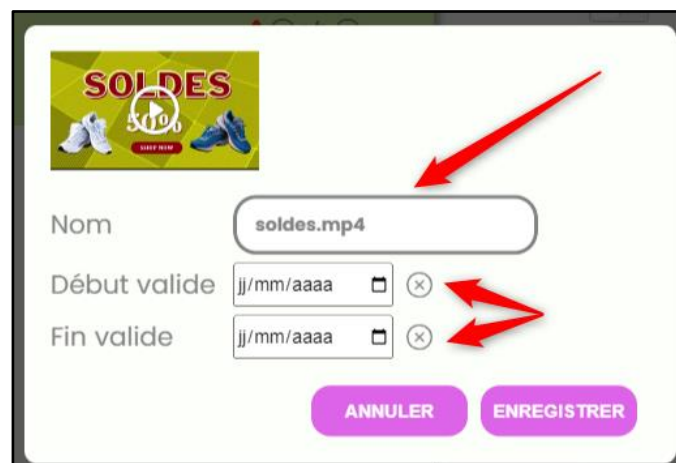 SOLDES
50%
SHOP NOW
Nom soldes.mp4
Début valide jj/mm/aaaa
Fin valide jj/mm/aaaa
ANNULER ENREGISTRER